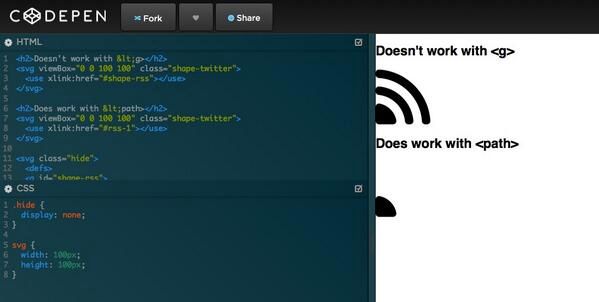 CODEPEN
Fork
Share
HTML
1 <h2>Doesn't work with &lt;g></h2>
2 <svg viewBox="0 0 100 100" class="shape-twitter">
3 <use xlink:href="#shape-rss"></use>
4 </svg>
5
6 <h2>Does work with &lt;path></h2>
7 <svg viewBox="0 0 100 100" class="shape-twitter">
8 <use xlink:href="#rss-1"></use>
9 </svg>
10
11 <svg class="hide">
12 <defs>
13 <g id="shape-rss">
CSS
1 .hide {
2 display: none;
3 }
4
5 svg {
6 width: 100px;
7 height: 100px;
8 }
Doesn't work with <g>
Does work with <path>